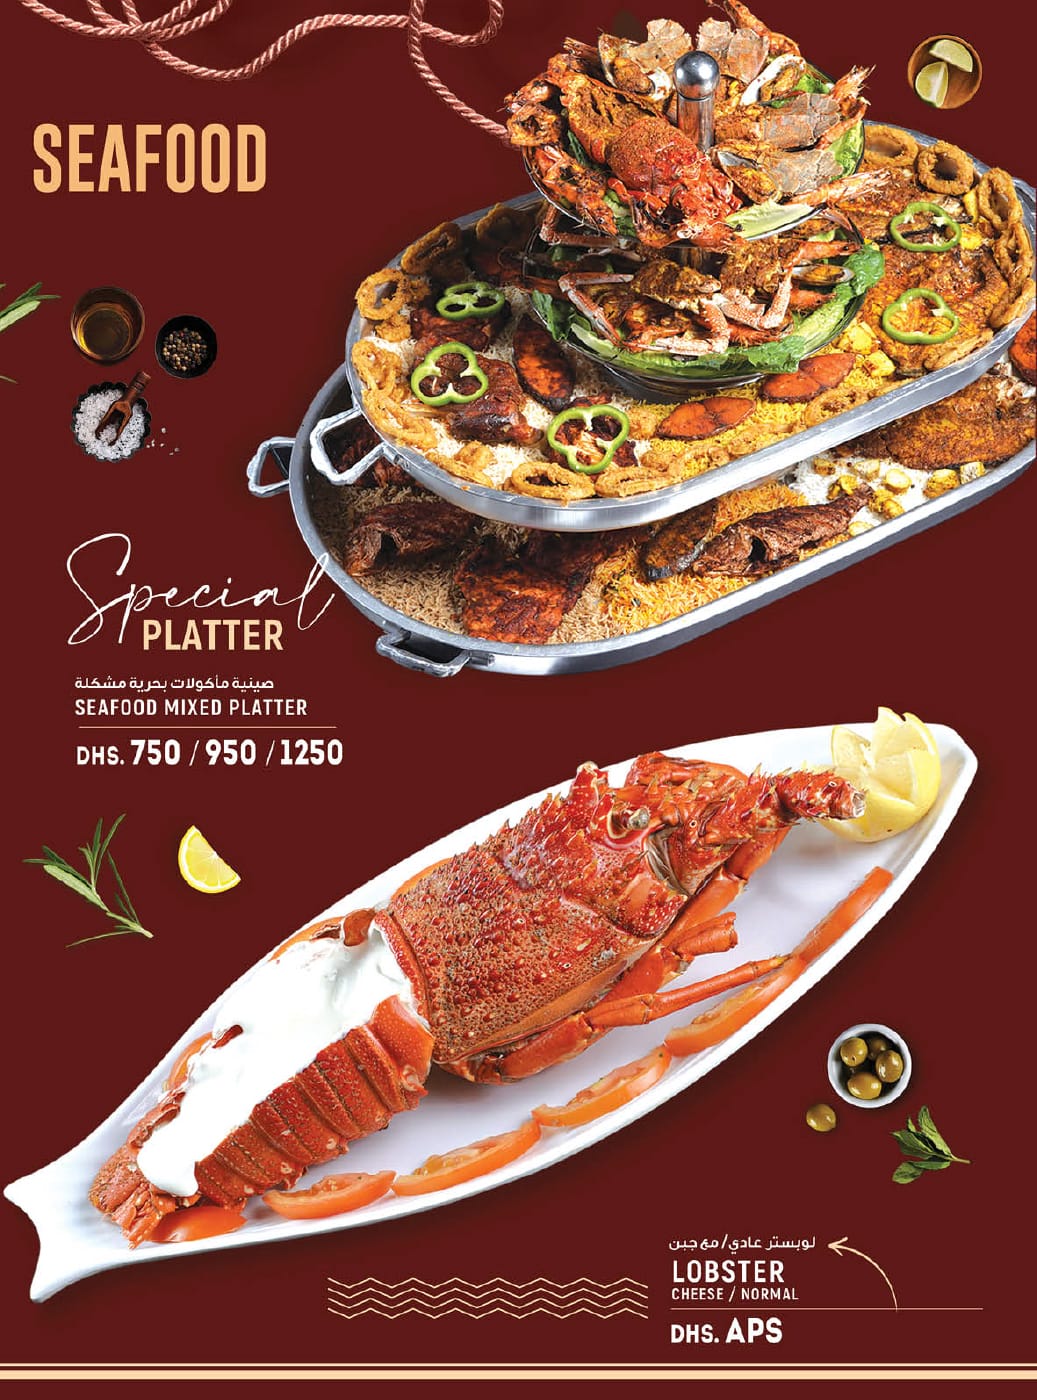 SEAFOOD
Special
PLATTER
صينية مأكولات بحرية مشكلة
SEAFOOD MIXED PLATTER
DHS. 750 / 950 / 1250
لوبستر عادي/ مع جبن
LOBSTER
CHEESE / NORMAL
DHS. APS